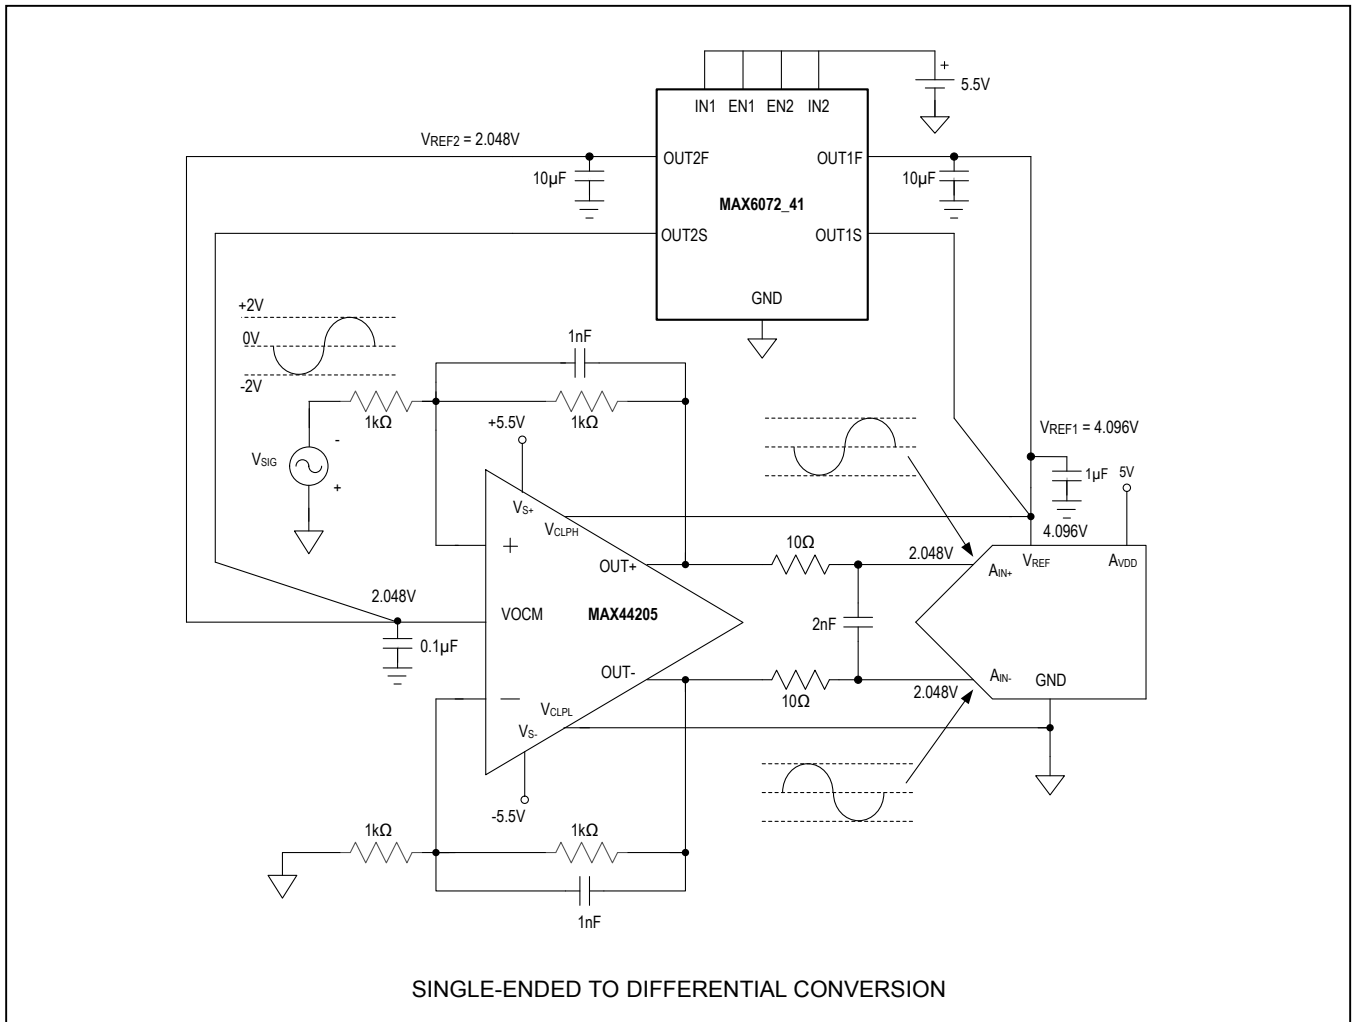 IN1 EN1 EN2 IN2
+
5.5V
VREF2 = 2.048V
OUT2F
OUT1F
10µF
10µF
MAX6072_41
OUT2S
OUT1S
GND
+2V
0V
-2V
1nF
1kΩ
1kΩ
+5.5V
VREF1 = 4.096V
-
VSIG
+
1µF
5V
VS+
VCLPH
+
OUT+
10Ω
2.048V
4.096V
AIN+
VREF
AVDD
2.048V
VOCM
MAX44205
2nF
0.1µF
OUT-
10Ω
2.048V
AIN-
GND
—
VCLPL
VS-
-5.5V
1kΩ
1kΩ
1nF
SINGLE-ENDED TO DIFFERENTIAL CONVERSION